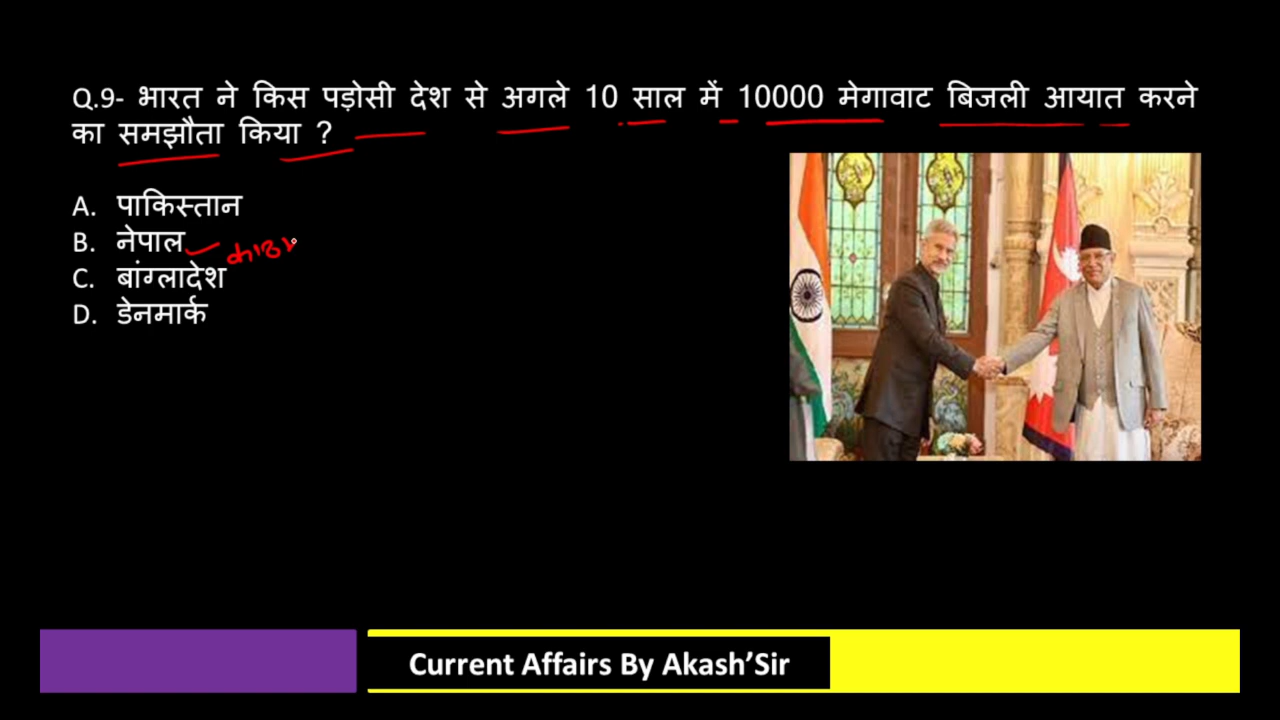 Q.9- भारत ने किस पड़ोसी देश से अगले 10 साल में 10000 मेगावाट बिजली आयात करने
का समझौता किया ?
A. पाकिस्तान
B. नेपाल
C. बांग्लादेश
D. डेनमार्क
Current Affairs By Akash’Sir